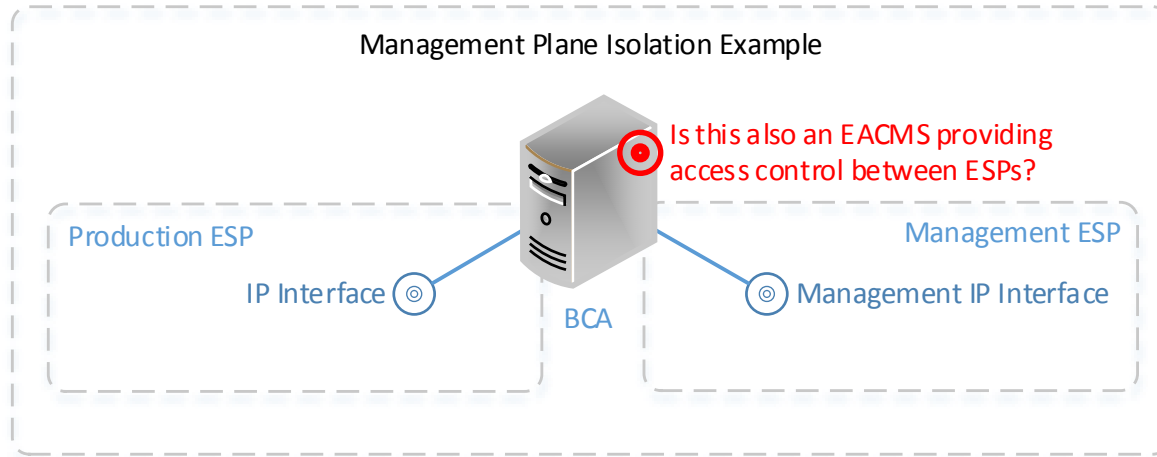 Management Plane Isolation Example
Is this also an EACMS providing
access control between ESPs?
Production ESP
Management ESP
IP Interface
Management IP Interface
BCA